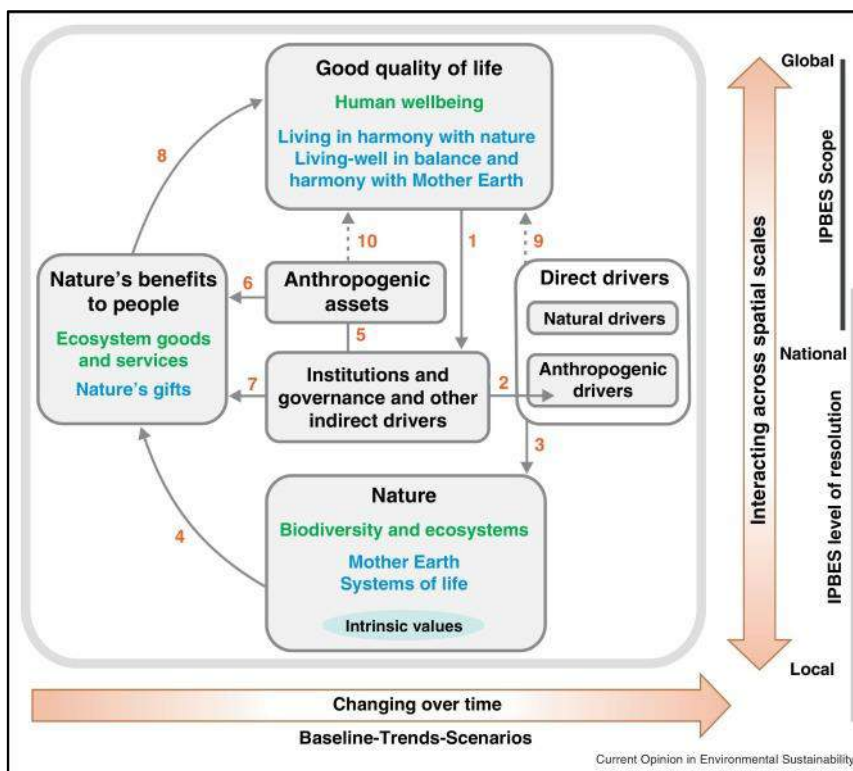 Good quality of life
Human wellbeing
Living in harmony with nature
Living-well in balance and
harmony with Mother Earth
8
10
1
9
Nature's benefits
to people
Ecosystem goods
and services
Nature's gifts
6
Anthropogenic
assets
5
7
Institutions and
governance and other
indirect drivers
2
Direct drivers
Natural drivers
Anthropogenic
drivers
3
4
Nature
Biodiversity and ecosystems
Mother Earth
Systems of life
Intrinsic values
Interacting across spatial scales
Global
IPBES Scope
National
IPBES level of resolution
Local
Changing over time
Baseline-Trends-Scenarios
Current Opinion in Environmental Sustainability